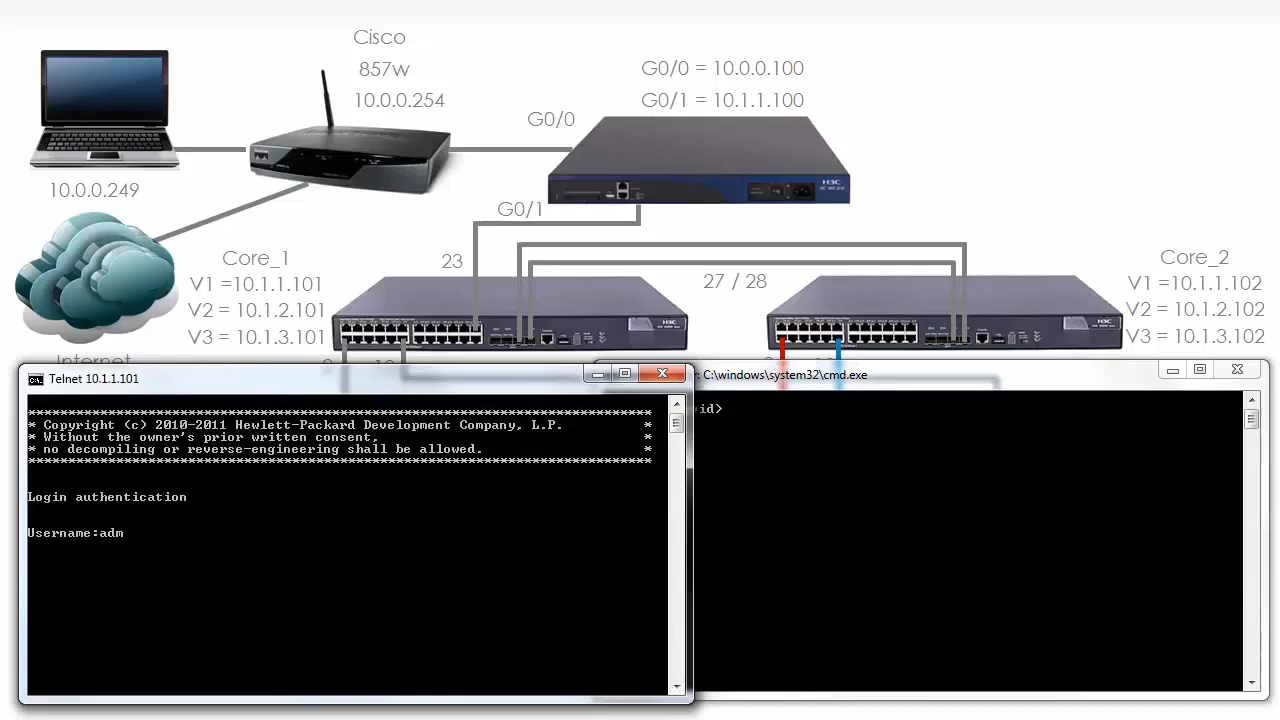 Cisco
857w
10.0.0.254
G0/0 = 10.0.0.100
G0/1 = 10.1.1.100
G0/0
10.0.0.249
H3C
G0/1
Core_1
V1 =10.1.1.101
V2 = 10.1.2.101
V3 = 10.1.3.101
23
27 / 28
Core_2
V1 =10.1.1.102
V2 = 10.1.2.102
V3 = 10.1.3.102
H3C
H3C
Internet
Telnet 10.1.1.101
C:\windows\system32\cmd.exe
*******************************************************************************
* Copyright (c) 2010-2011 Hewlett-Packard Development Company, L.P. *
* Without the owner's prior written consent, *
* no decompiling or reverse-engineering shall be allowed. *
*******************************************************************************
Login authentication
Username:adm
id>